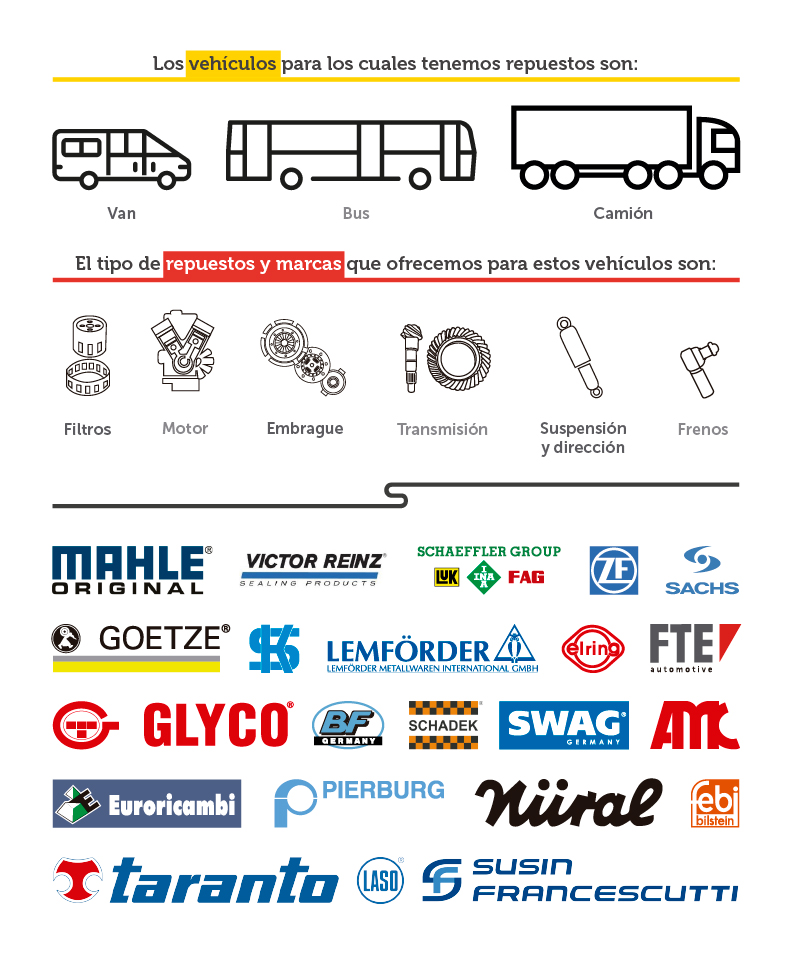 Los vehículos para los cuales tenemos repuestos son:
Van
Bus
Camión
El tipo de repuestos y marcas que ofrecemos para estos vehículos son:
Filtros
Motor
Embrague
Transmisión
Suspensión
y dirección
Frenos
MAHLE®
ORIGINAL
VICTOR REINZ®
SEALING PRODUCTS
SCHAEFFLER GROUP
LUK
INA
FAG
ZF
SACHS
GOETZE®
KS
LEMFÖRDER
LEMFÖRDER METALLWAREN INTERNATIONAL GMBH
elring
FTE
automotive
GLYCO®
BF
GERMANY
SCHADEK®
SWAG®
GERMANY
AMC
Euroricambi
PIERBURG
Nüral
febi
bilstein
taranto
LASO®
SUSIN
FRANCESCUTTI